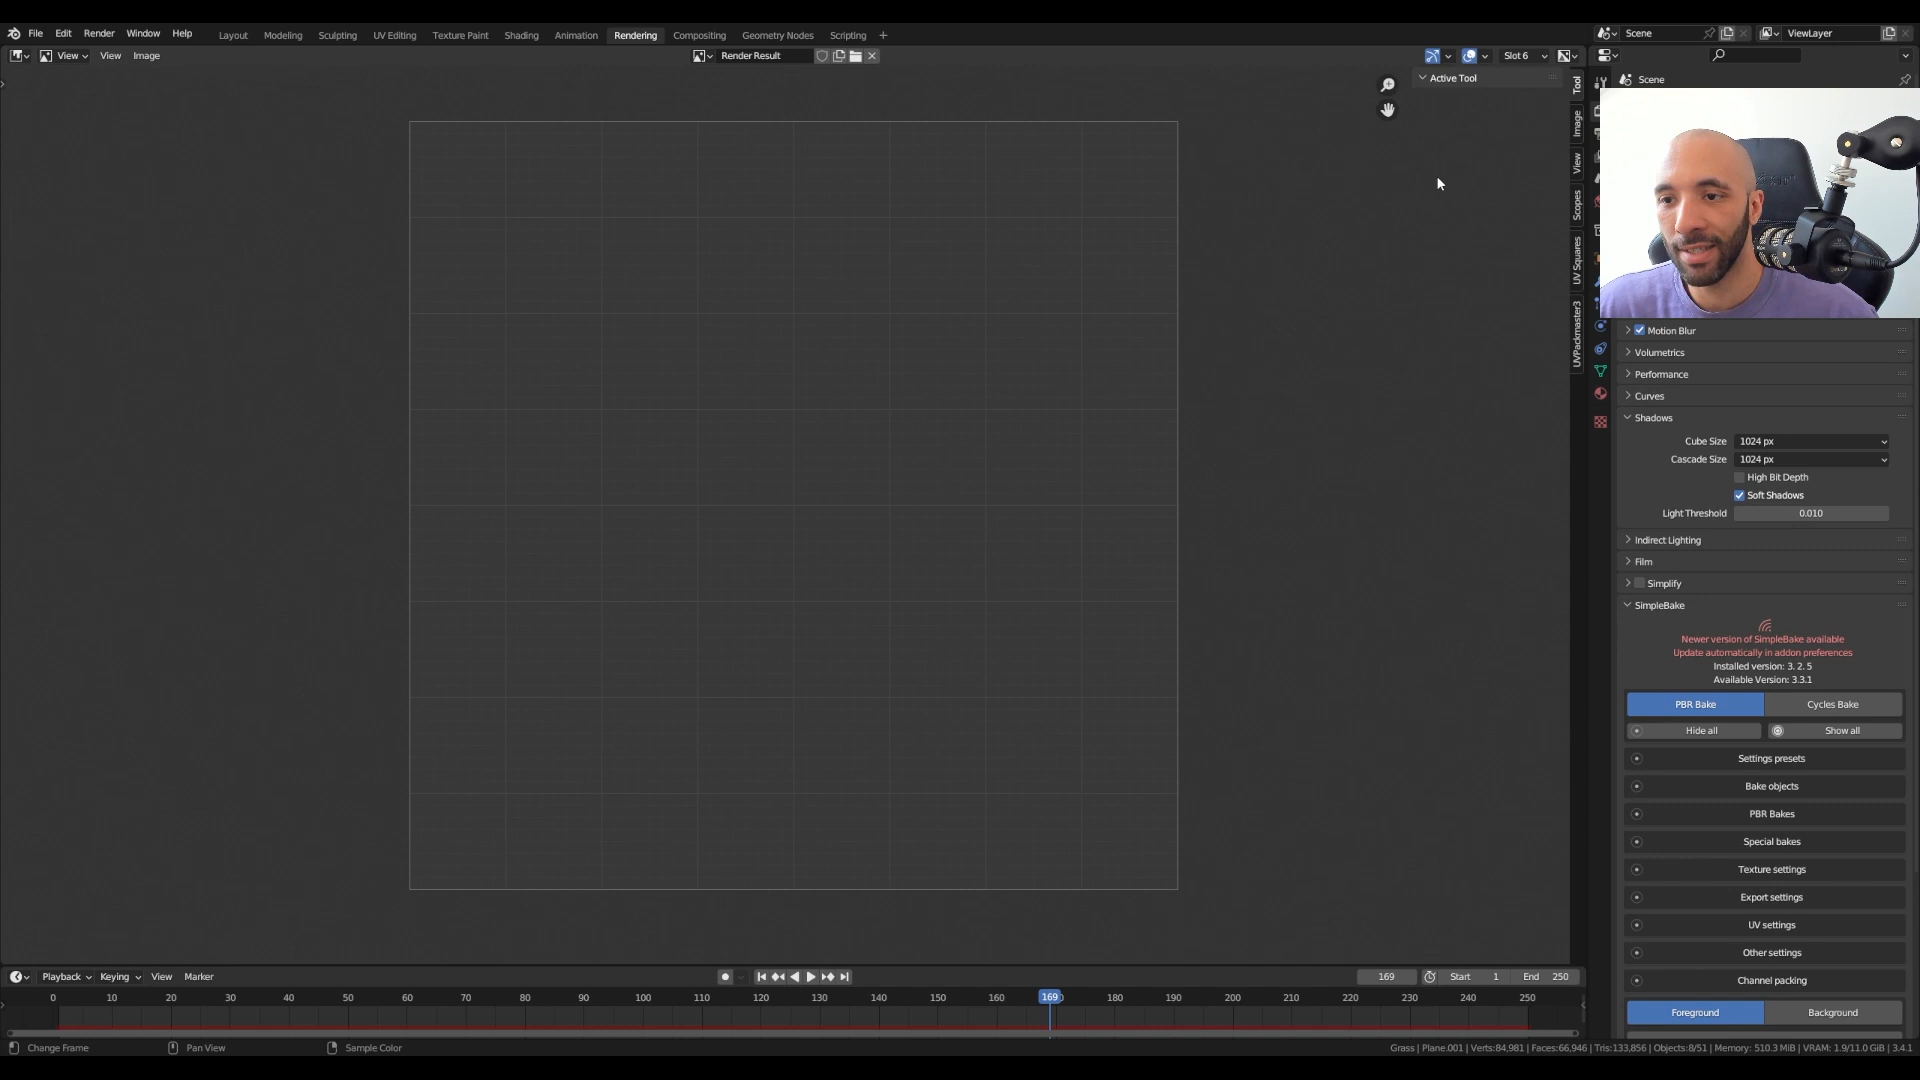 File Edit Render Window Help Layout Modeling Sculpting UV Editing Texture Paint Shading Animation Rendering Compositing Geometry Nodes Scripting + Scene ViewLayer
View View Image Render Result Slot 6
Active Tool
Scene
Tool
Image
View
Scopes
UV Squares
UVPackmaster3
Motion Blur
Volumetrics
Performance
Curves
Shadows
Cube Size 1024 px
Cascade Size 1024 px
High Bit Depth
Soft Shadows
Light Threshold 0.010
Indirect Lighting
Film
Simplify
SimpleBake
Newer version of SimpleBake available
Update automatically in addon preferences
Installed version: 3. 2. 5
Available Version: 3.3.1
PBR Bake Cycles Bake
Hide all Show all
Settings presets
Bake objects
PBR Bakes
Special bakes
Texture settings
Export settings
UV settings
Other settings
Channel packing
Foreground Background
Playback Keying View Marker 169 Start 1 End 250
0 10 20 30 40 50 60 70 80 90 100 110 120 130 140 150 160 169 180 190 200 210 220 230 240 250
Change Frame Pan View Sample Color Grass | Plane.001 | Verts:84,981 | Faces:66,946 | Tris:133,856 | Objects:8/51 | Memory: 510.3 MiB | VRAM: 1.9/11.0 GiB | 3.4.1